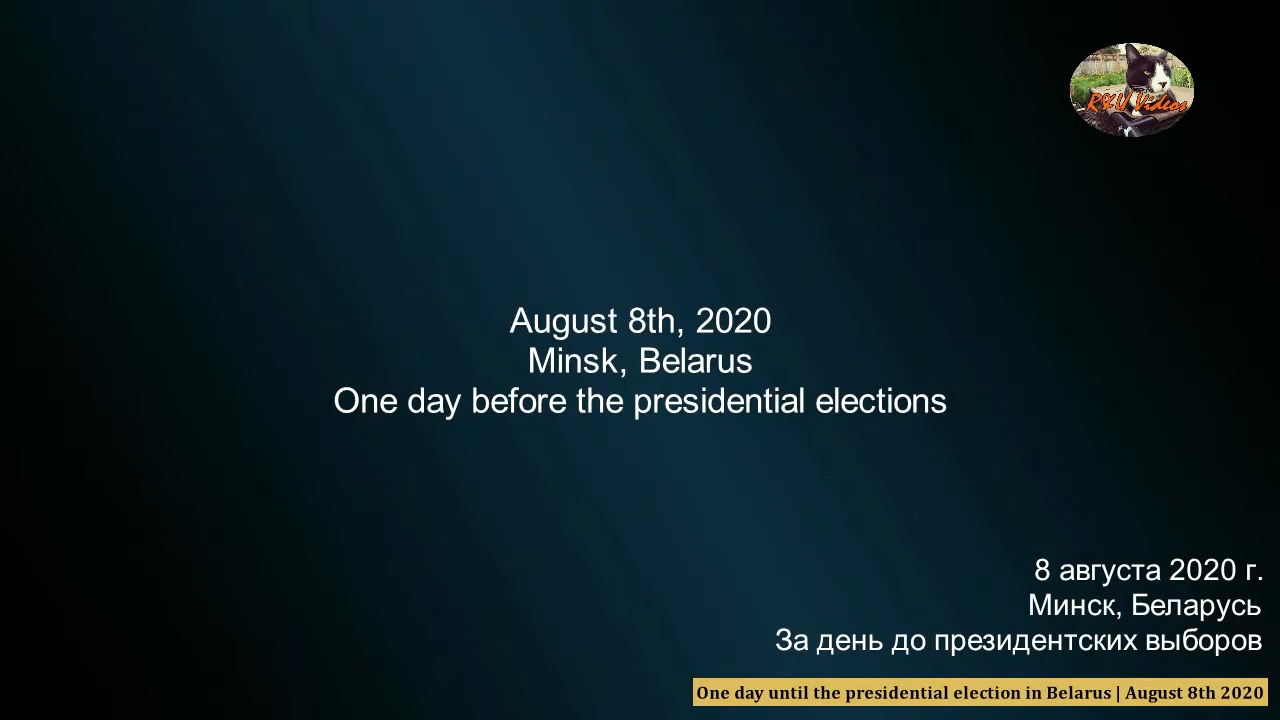 R&U Videos
August 8th, 2020
Minsk, Belarus
One day before the presidential elections
8 августа 2020 г.
Минск, Беларусь
За день до президентских выборов
One day until the presidential election in Belarus | August 8th 2020